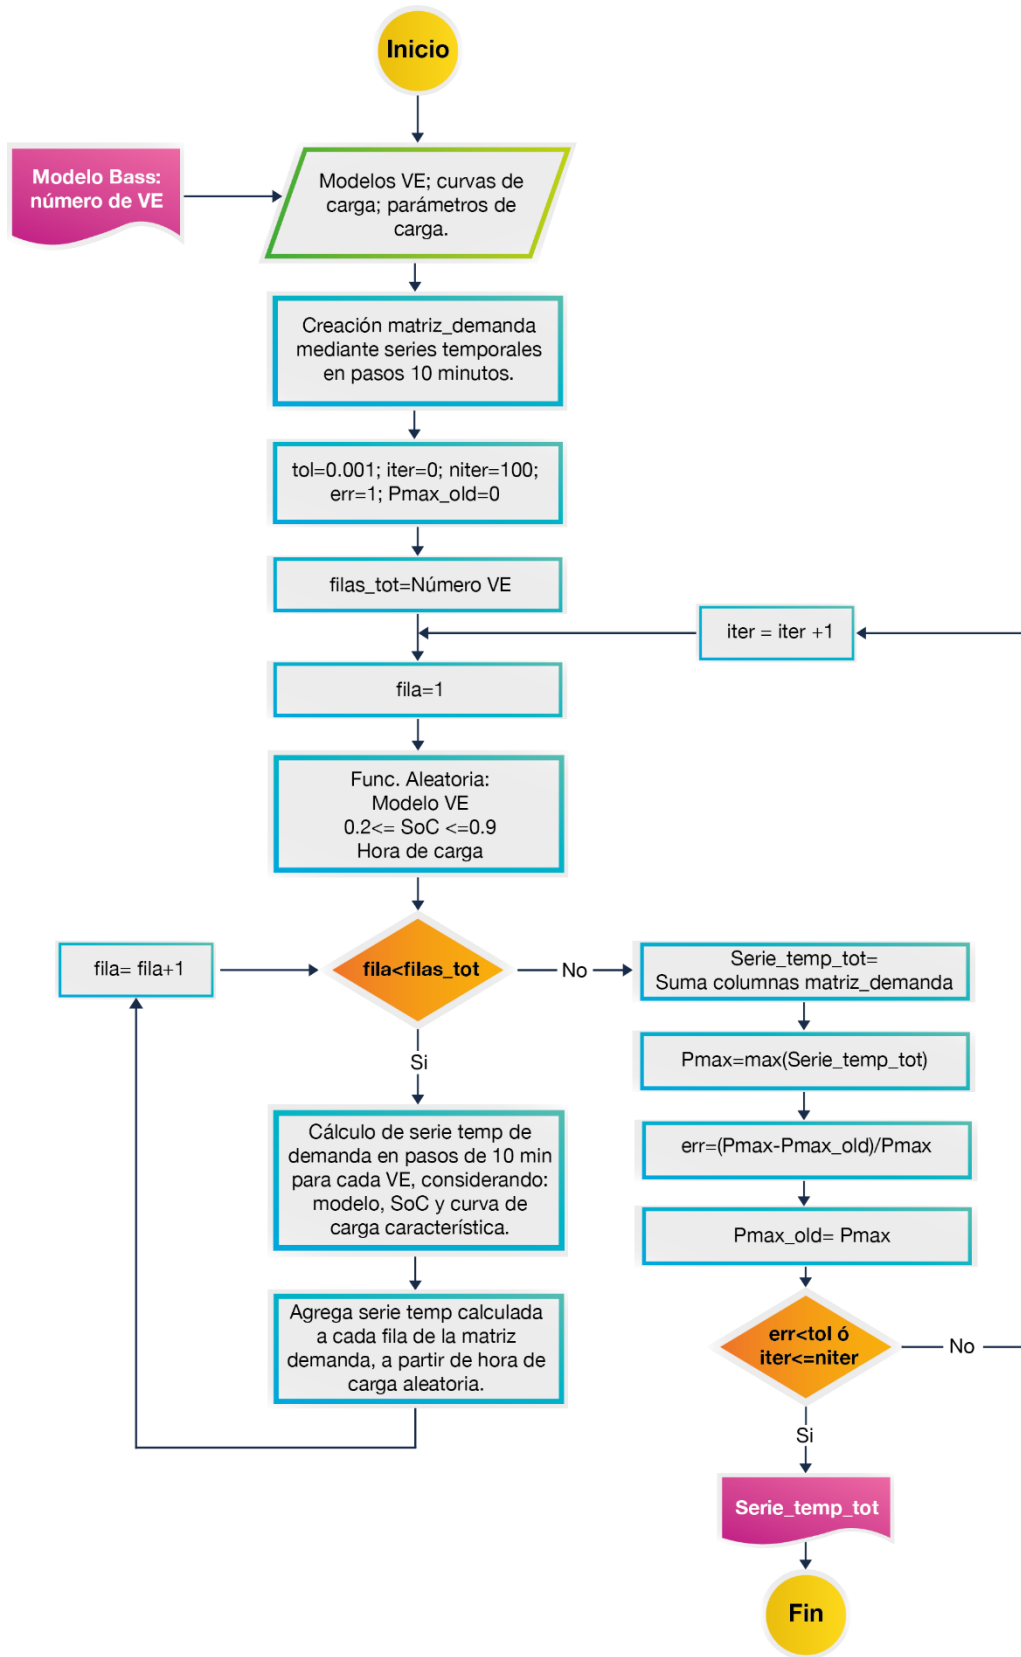 Inicio
Modelo Bass:
número de VE
Modelos VE; curvas de
carga; parámetros de
carga.
Creación matriz_demanda
mediante series temporales
en pasos 10 minutos.
tol=0.001; iter=0; niter=100;
err=1; Pmax_old=0
filas_tot=Número VE
iter = iter +1
fila=1
Func. Aleatoria:
Modelo VE
0.2<= SoC <=0.9
Hora de carga
fila= fila+1
fila<filas_tot
No
Serie_temp_tot=
Suma columnas matriz_demanda
Si
Pmax=max(Serie_temp_tot)
Cálculo de serie temp de
demanda en pasos de 10 min
para cada VE, considerando:
modelo, SoC y curva de
carga característica.
err=(Pmax-Pmax_old)/Pmax
Pmax_old= Pmax
Agrega serie temp calculada
a cada fila de la matriz
demanda, a partir de hora de
carga aleatoria.
err<tol ó
iter<=niter
No
Si
Serie_temp_tot
Fin